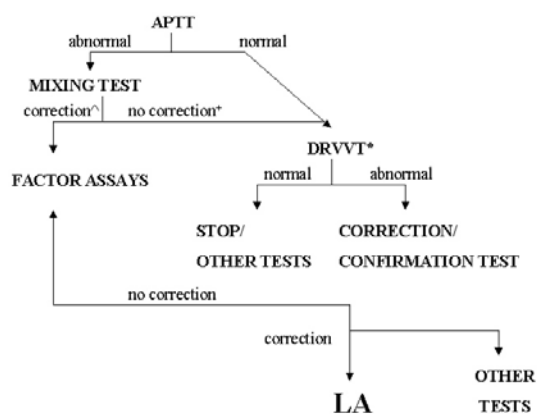 APTT
abnormal normal
MIXING TEST
correction^ no correction+
DRVVT*
FACTOR ASSAYS
normal abnormal
STOP/ CORRECTION/
OTHER TESTS CONFIRMATION TEST
no correction
correction
OTHER
LA
TESTS